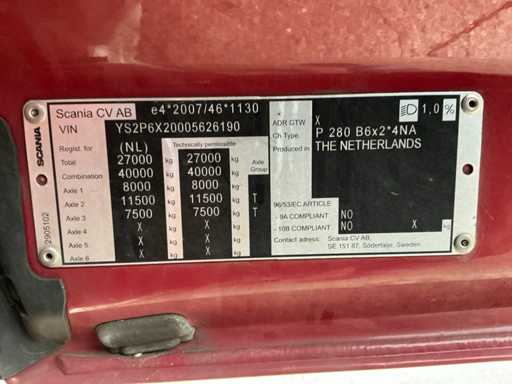 Scania CV AB e4*2007/46*1130
VIN YS2P6X20005626190
Regist. for (NL) Technically permissible
Total 27000 kg 27000 kg Axle Group
Combination 40000 kg 40000 kg
Axle 1 8000 kg 8000 kg
Axle 2 11500 kg 11500 kg T
Axle 3 7500 kg 7500 kg T
Axle 4 X kg X kg
Axle 5 X kg X kg
Axle 6 X kg X kg
SCANIA
2905102
ADR GTW X 1,0 %
Ch Type P 280 B6x2*4NA
Produced in THE NETHERLANDS
96/53/EC ARTICLE
- 9A COMPLIANT NO
- 10B COMPLIANT NO X kg
Contact adress: Scania CV AB,
SE 151 87, Södertälje, Sweden